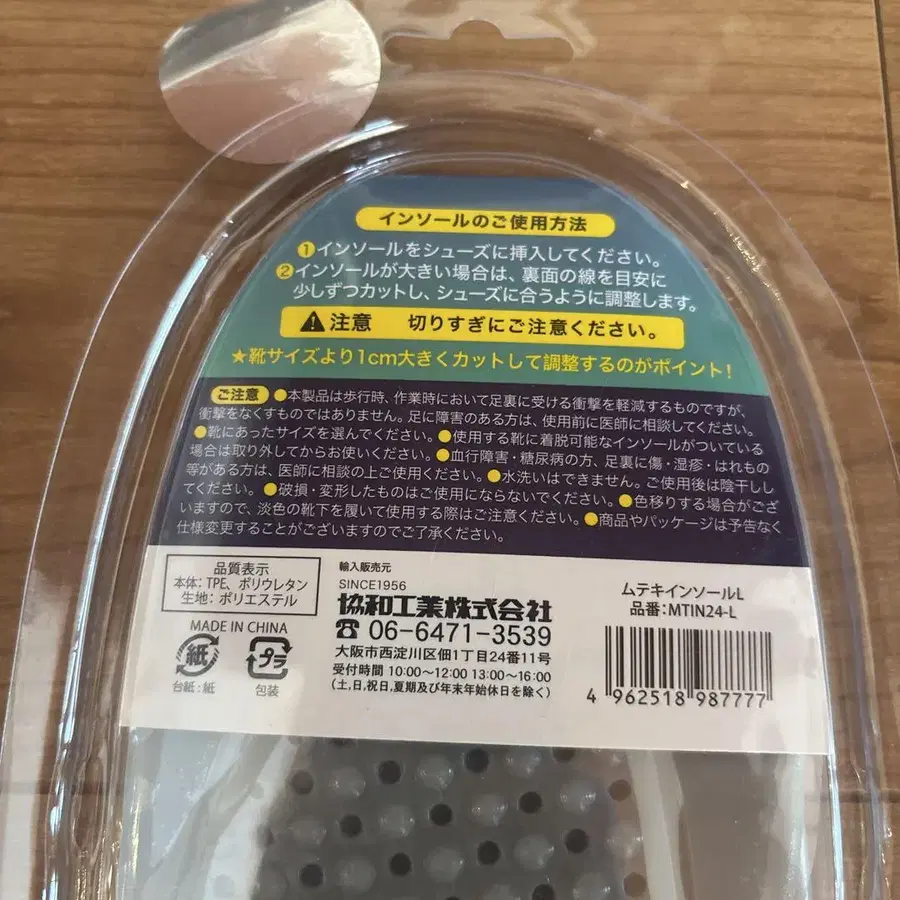 インソールのご使用方法
①インソールをシューズに挿入してください。
②インソールが大きい場合は、裏面の線を目安に
少しずつカットし、シューズに合うように調整します。
⚠注意 切りすぎにご注意ください。
★靴サイズより1cm大きくカットして調整するのがポイント!
ご注意 ●本製品は歩行時、作業時において足裏に受ける衝撃を軽減するものですが、
衝撃をなくすものではありません。足に障害のある方は、使用前に医師に相談してください。
●靴にあったサイズを選んでください。●使用する靴に着脱可能なインソールがついている
場合は取り外してからお使いください。●血行障害・糖尿病の方、足裏に傷・湿疹・はれもの
等がある方は、医師に相談の上ご使用ください。●水洗いはできません。ご使用後は陰干しし
てください。●破損・変形したものはご使用にならないでください。●色移りする場合がござ
いますので、淡色の靴下を履いて使用する際はご注意ください。●商品やパッケージは予告なく
仕様変更することがございますのでご了承ください。
品質表示
本体:TPE、ポリウレタン
生地:ポリエステル
MADE IN CHINA
紙
台紙:紙
プラ
包装
輸入販売元
SINCE1956
協和工業株式会社
☎06-6471-3539
大阪市西淀川区佃1丁目24番11号
受付時間 10:00〜12:00 13:00〜16:00
(土,日,祝日,夏期及び年末年始休日を除く)
ムテキインソールL
品番:MTIN24-L
4 962518 987777